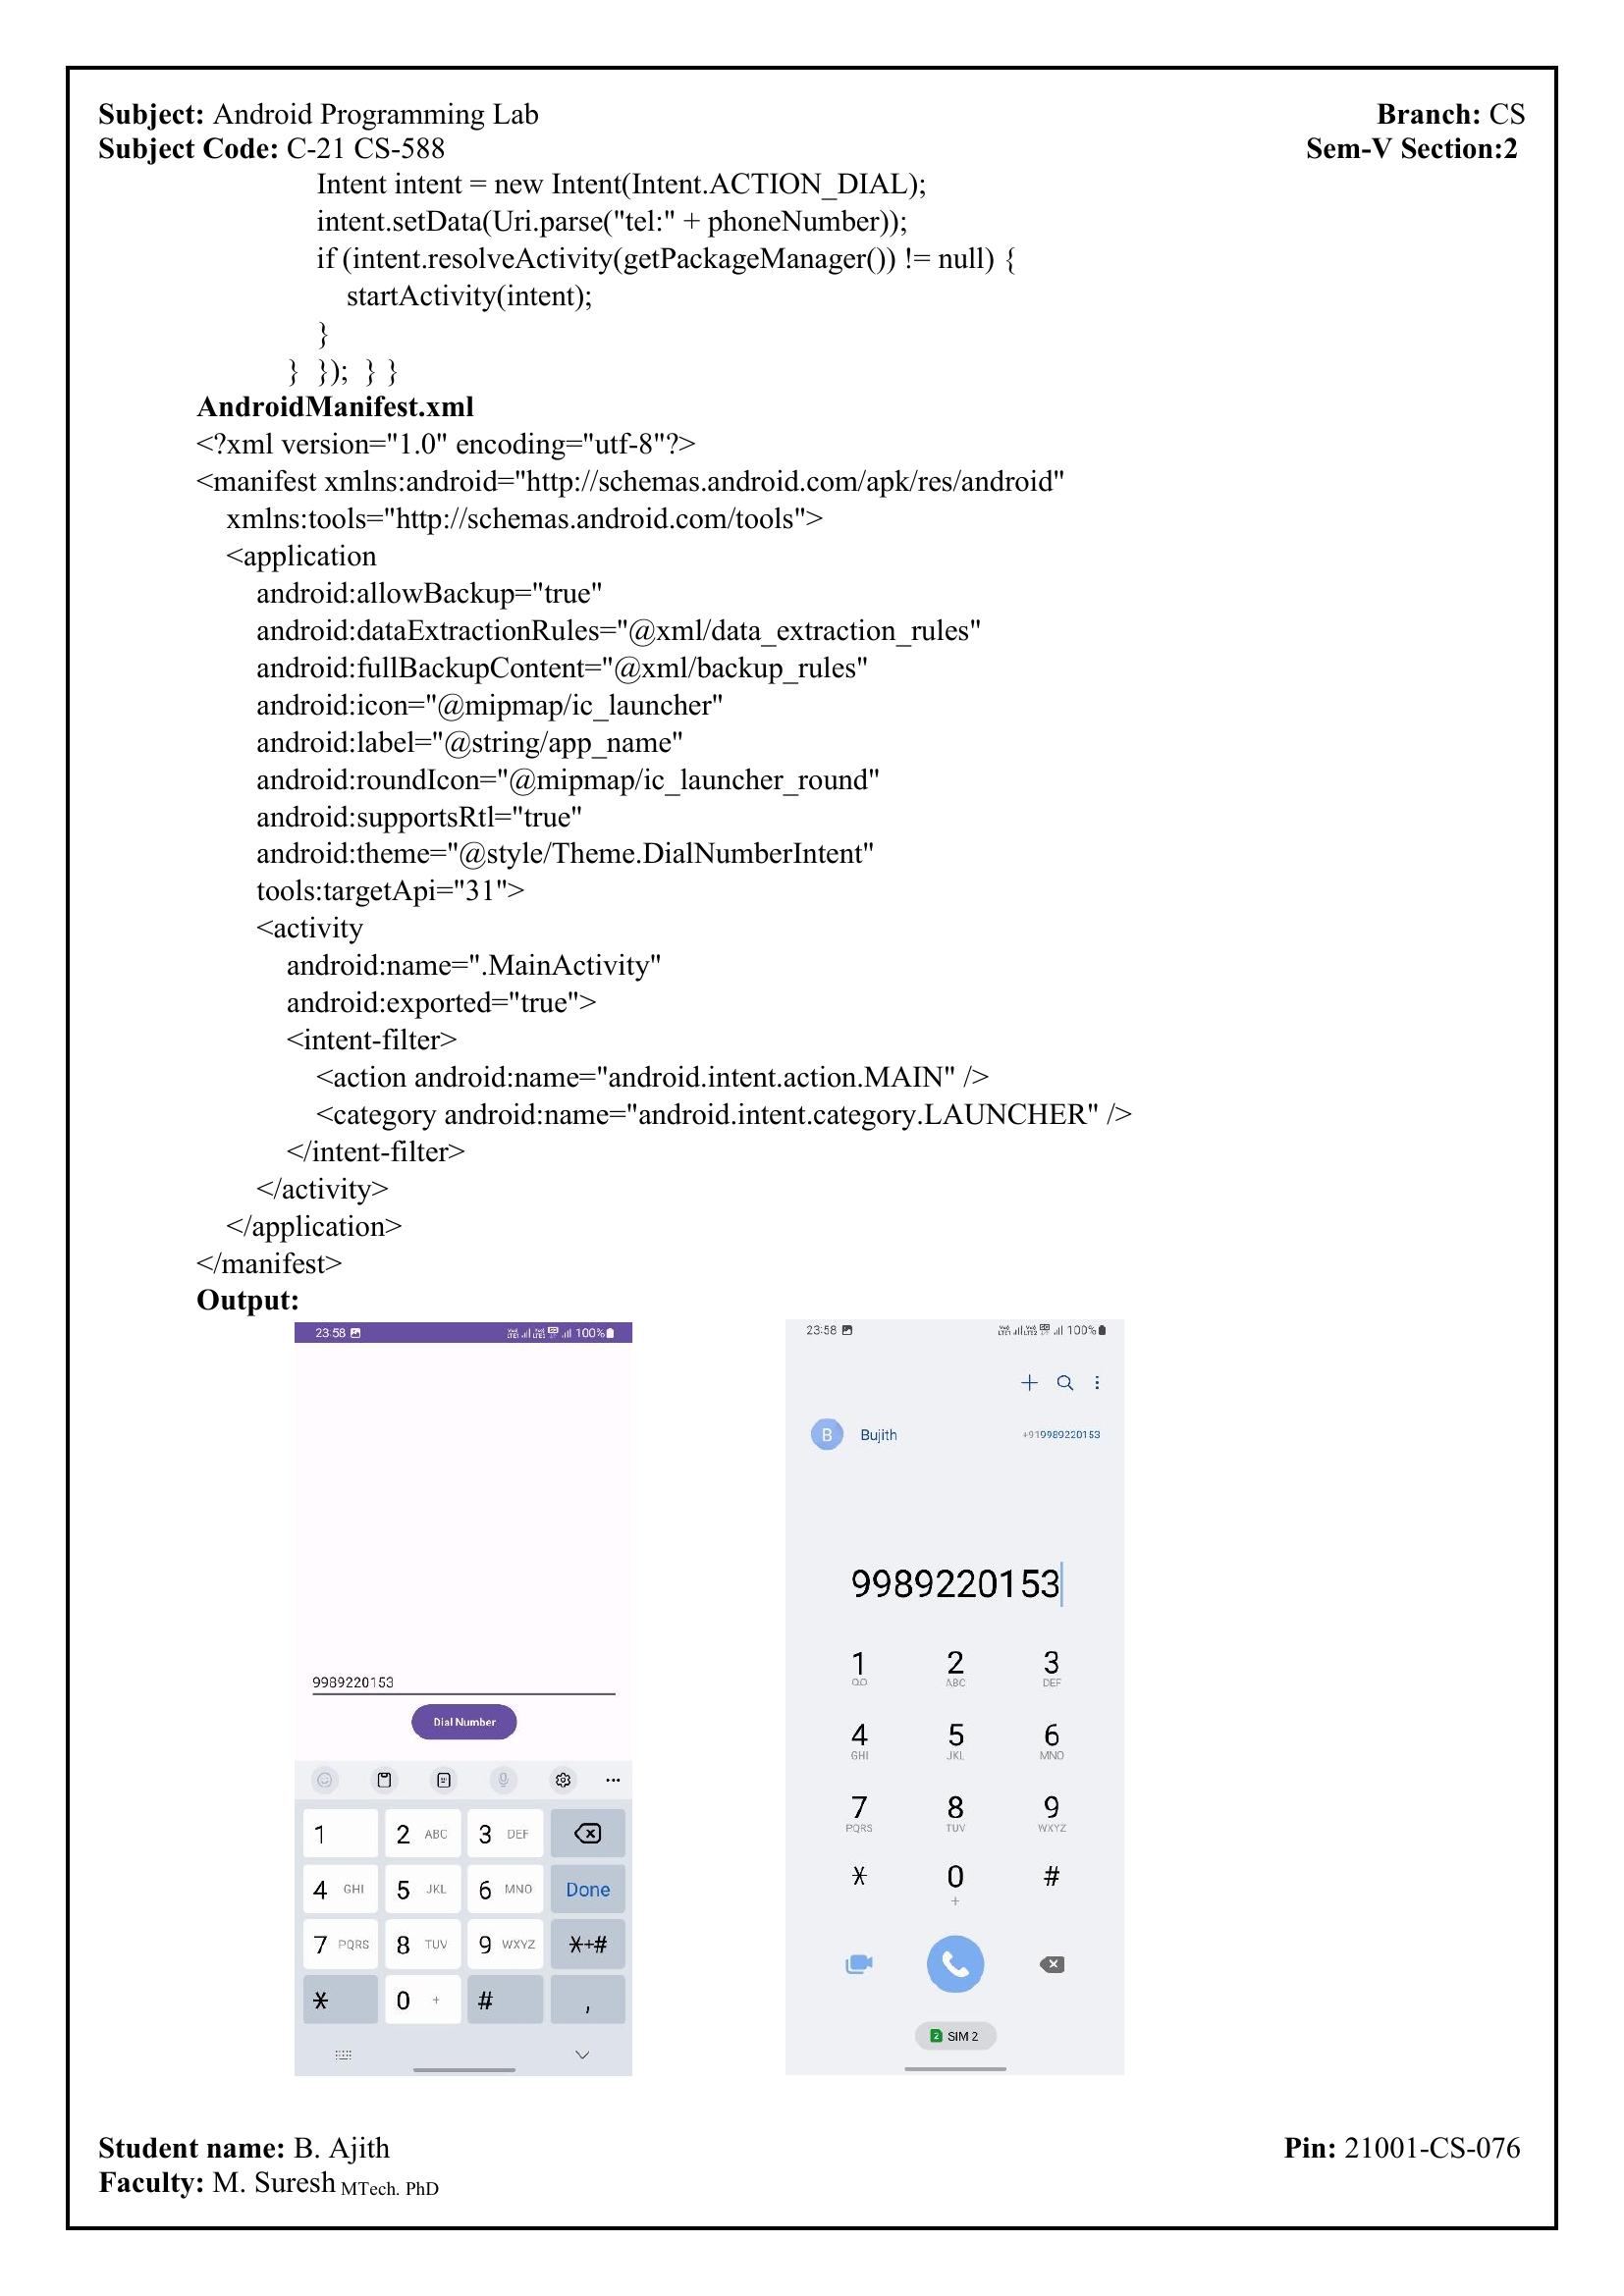 Subject: Android Programming Lab Branch: CS
Subject Code: C-21 CS-588 Sem-V Section:2
Intent intent = new Intent(Intent.ACTION_DIAL);
intent.setData(Uri.parse("tel:" + phoneNumber));
if (intent.resolveActivity(getPackageManager()) != null) {
startActivity(intent);
}
} }); } }
AndroidManifest.xml
<?xml version="1.0" encoding="utf-8"?>
<manifest xmlns:android="http://schemas.android.com/apk/res/android"
xmlns:tools="http://schemas.android.com/tools">
<application
android:allowBackup="true"
android:dataExtractionRules="@xml/data_extraction_rules"
android:fullBackupContent="@xml/backup_rules"
android:icon="@mipmap/ic_launcher"
android:label="@string/app_name"
android:roundIcon="@mipmap/ic_launcher_round"
android:supportsRtl="true"
android:theme="@style/Theme.DialNumberIntent"
tools:targetApi="31">
<activity
android:name=".MainActivity"
android:exported="true">
<intent-filter>
<action android:name="android.intent.action.MAIN" />
<category android:name="android.intent.category.LAUNCHER" />
</intent-filter>
</activity>
</application>
</manifest>
Output:
23:58 100%
9989220153
Dial Number
1 2 ABC 3 DEF
4 GHI 5 JKL 6 MNO Done
7 PQRS 8 TUV 9 WXYZ *+#
* 0 + # ,
23:58 100%
B Bujith +919989220153
9989220153
1 2 3
ABC DEF
4 5 6
GHI JKL MNO
7 8 9
PQRS TUV WXYZ
* 0 #
+
2 SIM 2
Student name: B. Ajith Pin: 21001-CS-076
Faculty: M. Suresh MTech. PhD